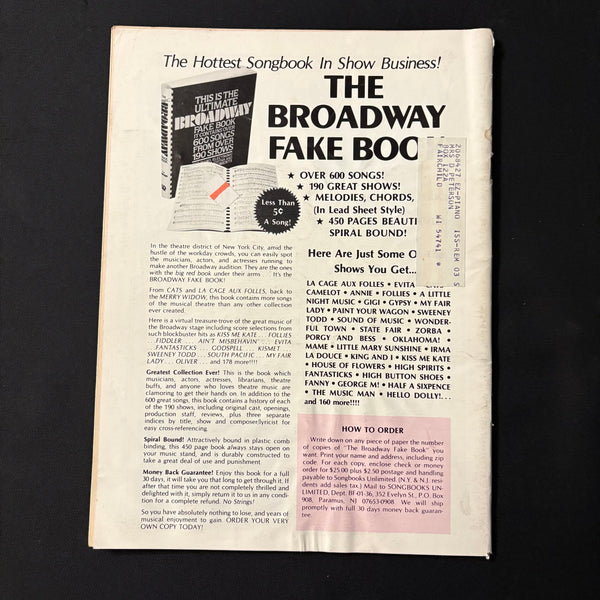 The Hottest Songbook In Show Business!
THE
BROADWAY
FAKE BOOK
THIS IS THE
ULTIMATE
BROADWAY
FAKE BOOK
IT CONTAINS OVER
600 SONGS
FROM OVER
190 SHOWS
BROADWAY
Less Than
5¢
A Song!
★ OVER 600 SONGS!
★ 190 GREAT SHOWS!
★ MELODIES, CHORDS,
(In Lead Sheet Style)
★ 450 PAGES BEAUTI
SPIRAL BOUND!
2068427 EZ-PIANO ISS-REM 03 S
MRS D PETERSON
BOX 127A
FAIRCHILD WI 54741
In the theatre district of New York City, amid the
hustle of the workday crowds, you can easily spot
the musicians, actors, and actresses running to
make another Broadway audition. They are the ones
with the big red book under their arms . . . It's the
BROADWAY FAKE BOOK!
From CATS and LA CAGE AUX FOLLES, back to
the MERRY WIDOW, this book contains more songs
of the musical theatre than any other collection
ever created.
Here is a virtual treasure-trove of the great music of
the Broadway stage including score selections from
such blockbuster hits as KISS ME KATE . . . FOLLIES
. . .FIDDLER . . . AIN'T MISBEHAVIN' . . . EVITA
. . .FANTASTICKS . . . GODSPELL . . . KISMET . . .
SWEENEY TODD . . . SOUTH PACIFIC . . . MY FAIR
LADY . . . OLIVER . . . and 178 more!!!!
Greatest Collection Ever! This is the book which
musicians, actors, actresses, librarians, theatre
buffs, and anyone who loves theatre music are
clamoring to get their hands on. In addition to the
600 great songs, this book contains a history of each
of the 190 shows, including original cast, openings,
production staff, reviews, plus three separate
indices by title, show and composer/lyricist for
easy cross-referencing.
Spiral Bound! Attractively bound in plastic comb
binding, this 450 page book always stays open on
your music stand, and is durably constructed to
take a great deal of use and punishment.
Money Back Guarantee! Enjoy this book for a full
30 days, it will take you that long to get through it. If
after that time you are not completely thrilled and
delighted with it, simply return it to us in any condi-
tion for a complete refund. No Strings!
So you have absolutely nothing to lose, and years of
musical enjoyment to gain. ORDER YOUR VERY
OWN COPY TODAY!
Here Are Just Some O
Shows You Get...
LA CAGE AUX FOLLES • EVITA • CATS
CAMELOT • ANNIE • FOLLIES • A LITTLE
NIGHT MUSIC • GIGI • GYPSY • MY FAIR
LADY • PAINT YOUR WAGON • SWEENEY
TODD • SOUND OF MUSIC • WONDER-
FUL TOWN • STATE FAIR • ZORBA •
PORGY AND BESS • OKLAHOMA! •
MAME • LITTLE MARY SUNSHINE • IRMA
LA DOUCE • KING AND I • KISS ME KATE
• HOUSE OF FLOWERS • HIGH SPIRITS •
FANTASTICKS • HIGH BUTTON SHOES •
FANNY • GEORGE M! • HALF A SIXPENCE
• THE MUSIC MAN • HELLO DOLLY!...
and 160 more!!!!
HOW TO ORDER
Write down on any piece of paper the number
of copies of "The Broadway Fake Book" you
want. Print your name and address, including zip
code. For each copy, enclose check or money
order for $25.00 plus $2.50 postage and handling
payable to Songbooks Unlimited. (N.Y. & N.J. resi-
dents add sales tax.) Mail to SONGBOOKS UN-
LIMITED, Dept. BF-01-36, 352 Evelyn St., P.O. Box
908, Paramus, NJ 07653-0908. We will ship
promptly with full 30 days money back guaran-
tee.